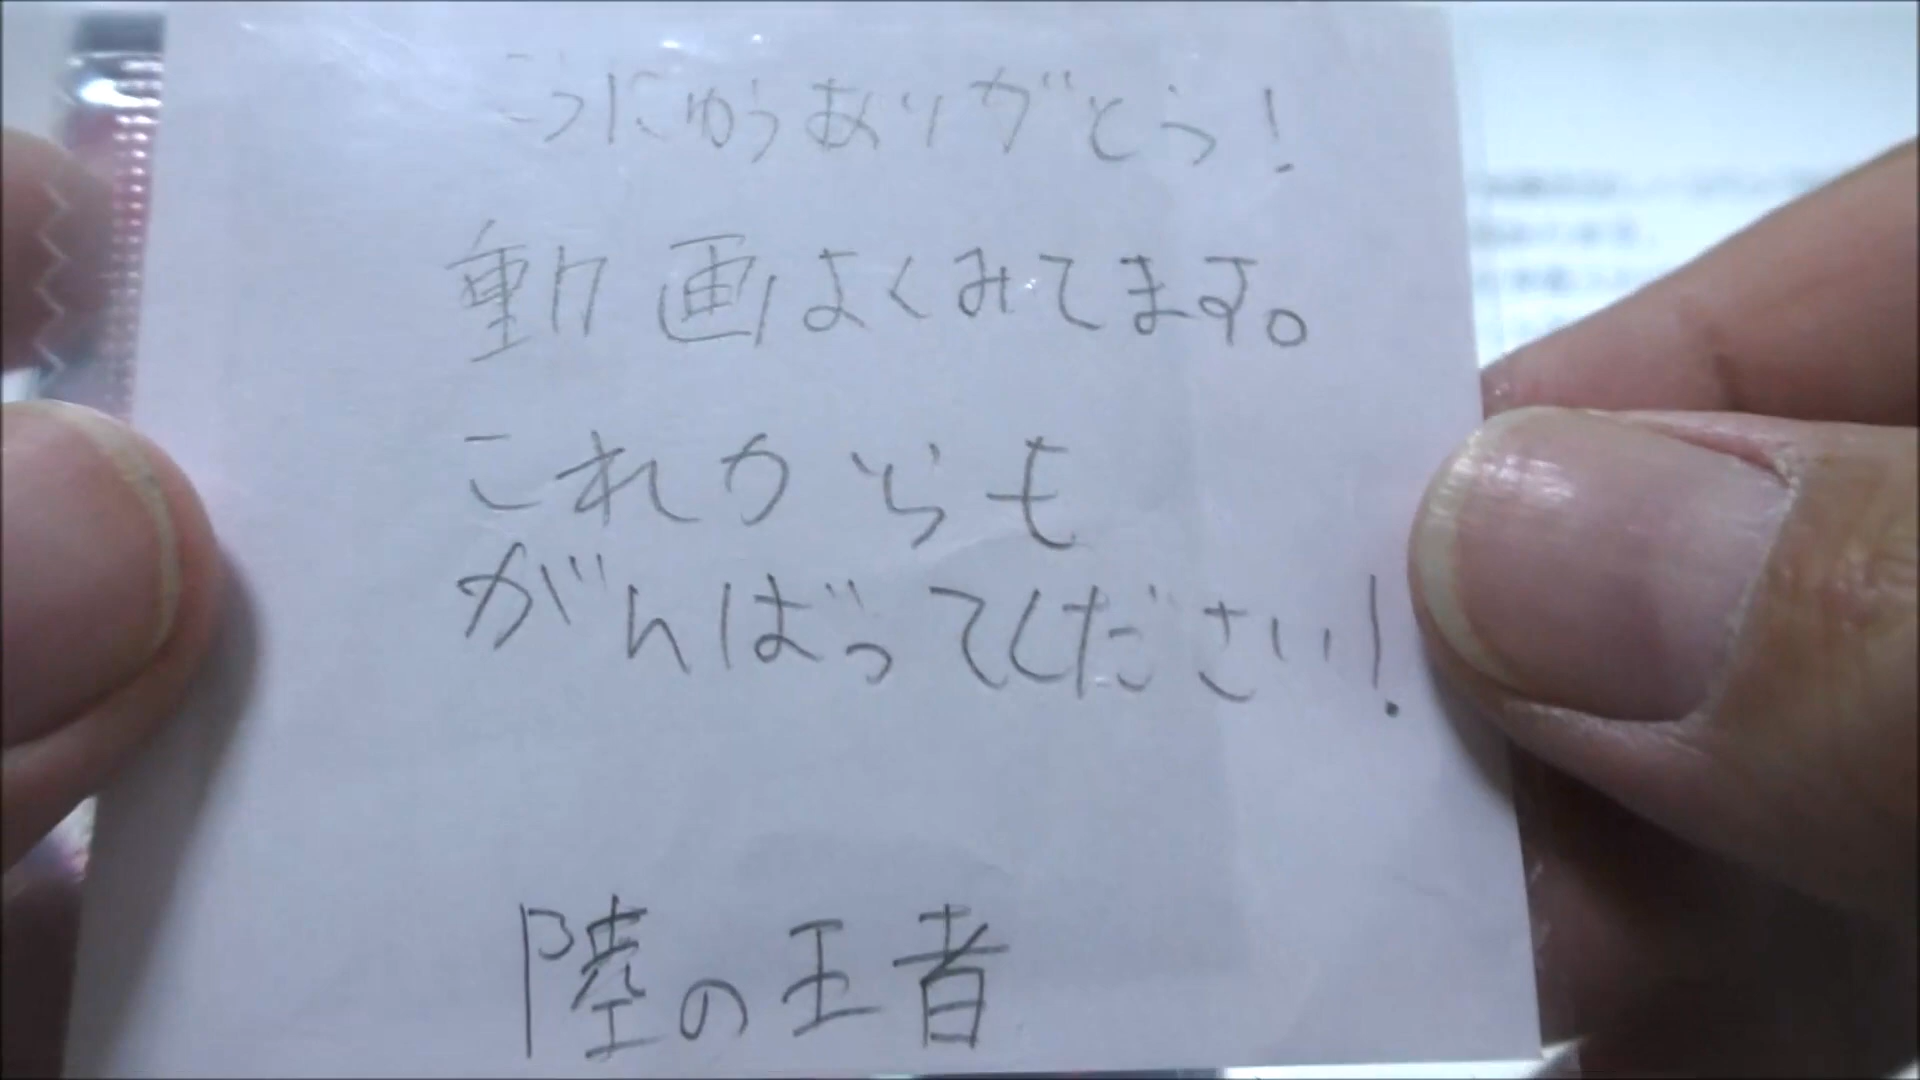 こうにゅうありがとう!
動画よくみてます。
これからも
がんばってください!
陸の王者